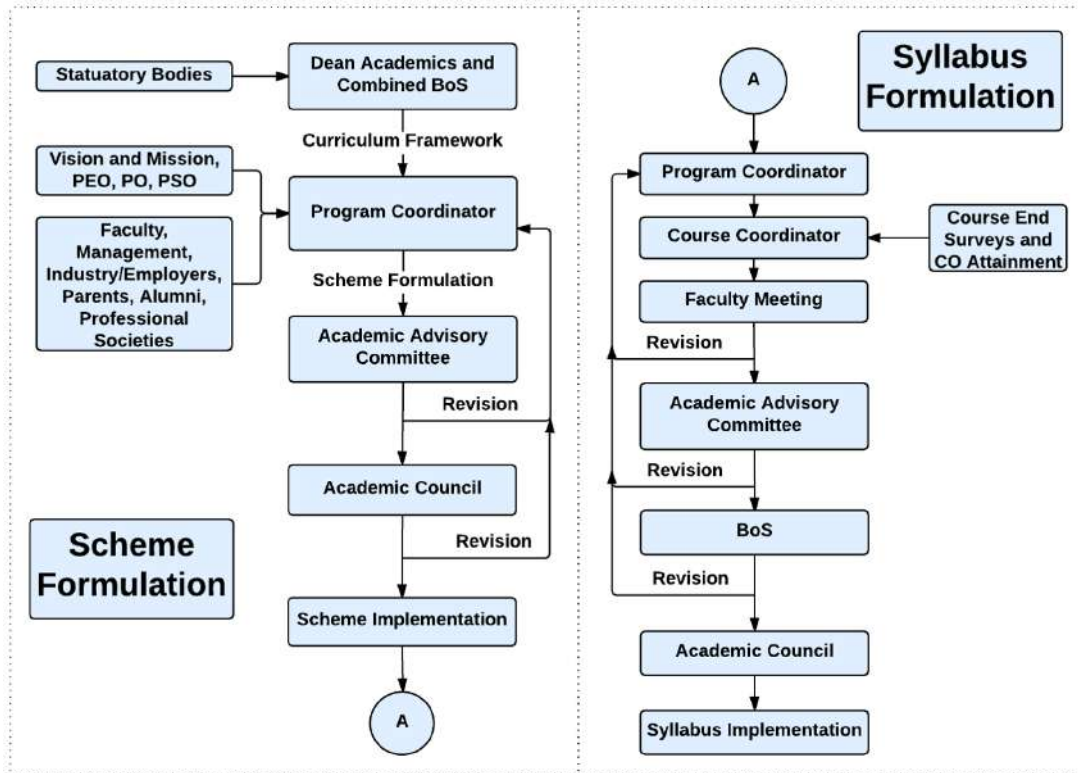 Statuatory Bodies
Dean Academics and
Combined BoS
Curriculum Framework
Vision and Mission,
PEO, PO, PSO
Program Coordinator
Faculty,
Management,
Industry/Employers,
Parents, Alumni,
Professional
Societies
Scheme Formulation
Academic Advisory
Committee
Revision
Academic Council
Revision
Scheme
Formulation
Scheme Implementation
A
Syllabus
Formulation
A
Program Coordinator
Course Coordinator
Course End
Surveys and
CO Attainment
Faculty Meeting
Revision
Academic Advisory
Committee
Revision
BoS
Revision
Academic Council
Syllabus Implementation